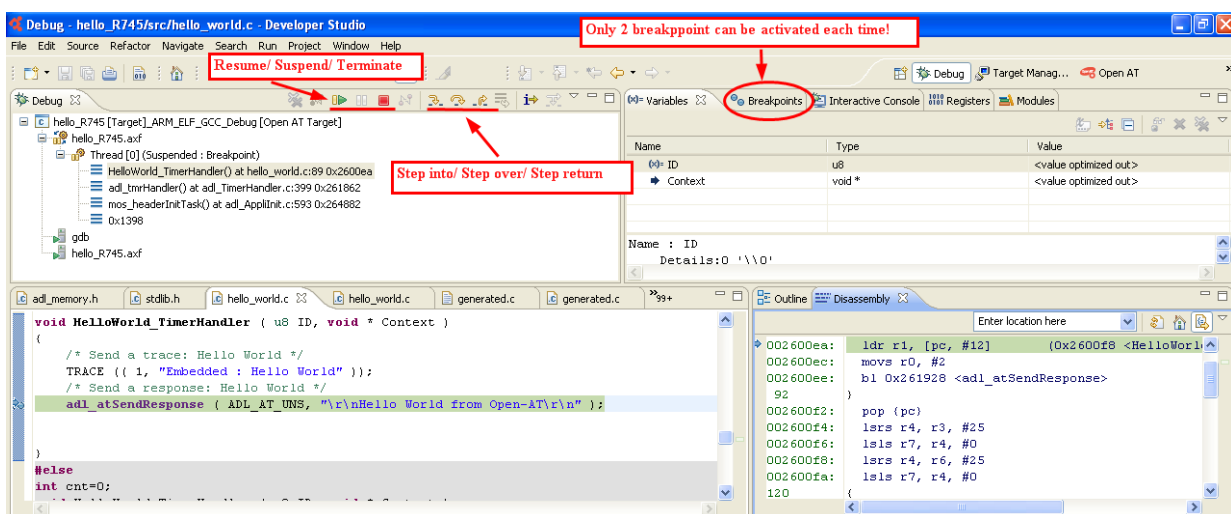 Debug - hello_R745/src/hello_world.c - Developer Studio
File Edit Source Refactor Navigate Search Run Project Window Help
Only 2 breakppoint can be activated each time!
Resume/ Suspend/ Terminate
Debug Target Manag... Open AT
Debug
hello_R745 [Target]_ARM_ELF_GCC_Debug [Open AT Target]
hello_R745.axf
Thread [0] (Suspended : Breakpoint)
HelloWorld_TimerHandler() at hello_world.c:89 0x2600ea
adl_tmrHandler() at adl_TimerHandler.c:399 0x261862
mos_headerInitTask() at adl_AppliInit.c:593 0x264882
0x1398
gdb
hello_R745.axf
Step into/ Step over/ Step return
Variables Breakpoints Interactive Console Registers Modules
Name Type Value
ID u8 <value optimized out>
Context void * <value optimized out>
Name : ID
Details:0 '\\0'
adl_memory.h stdlib.h hello_world.c hello_world.c generated.c generated.c 99+
void HelloWorld_TimerHandler ( u8 ID, void * Context )
{
/* Send a trace: Hello World */
TRACE (( 1, "Embedded : Hello World" ));
/* Send a response: Hello World */
adl_atSendResponse ( ADL_AT_UNS, "\r\nHello World from Open-AT\r\n" );
}
#else
int cnt=0;
Outline Disassembly
Enter location here
002600ea: ldr r1, [pc, #12] (0x2600f8 <HelloWorl
002600ec: movs r0, #2
002600ee: bl 0x261928 <adl_atSendResponse>
92 }
002600f2: pop {pc}
002600f4: lsrs r4, r3, #25
002600f6: lsls r7, r4, #0
002600f8: lsrs r4, r6, #25
002600fa: lsls r7, r4, #0
120 {